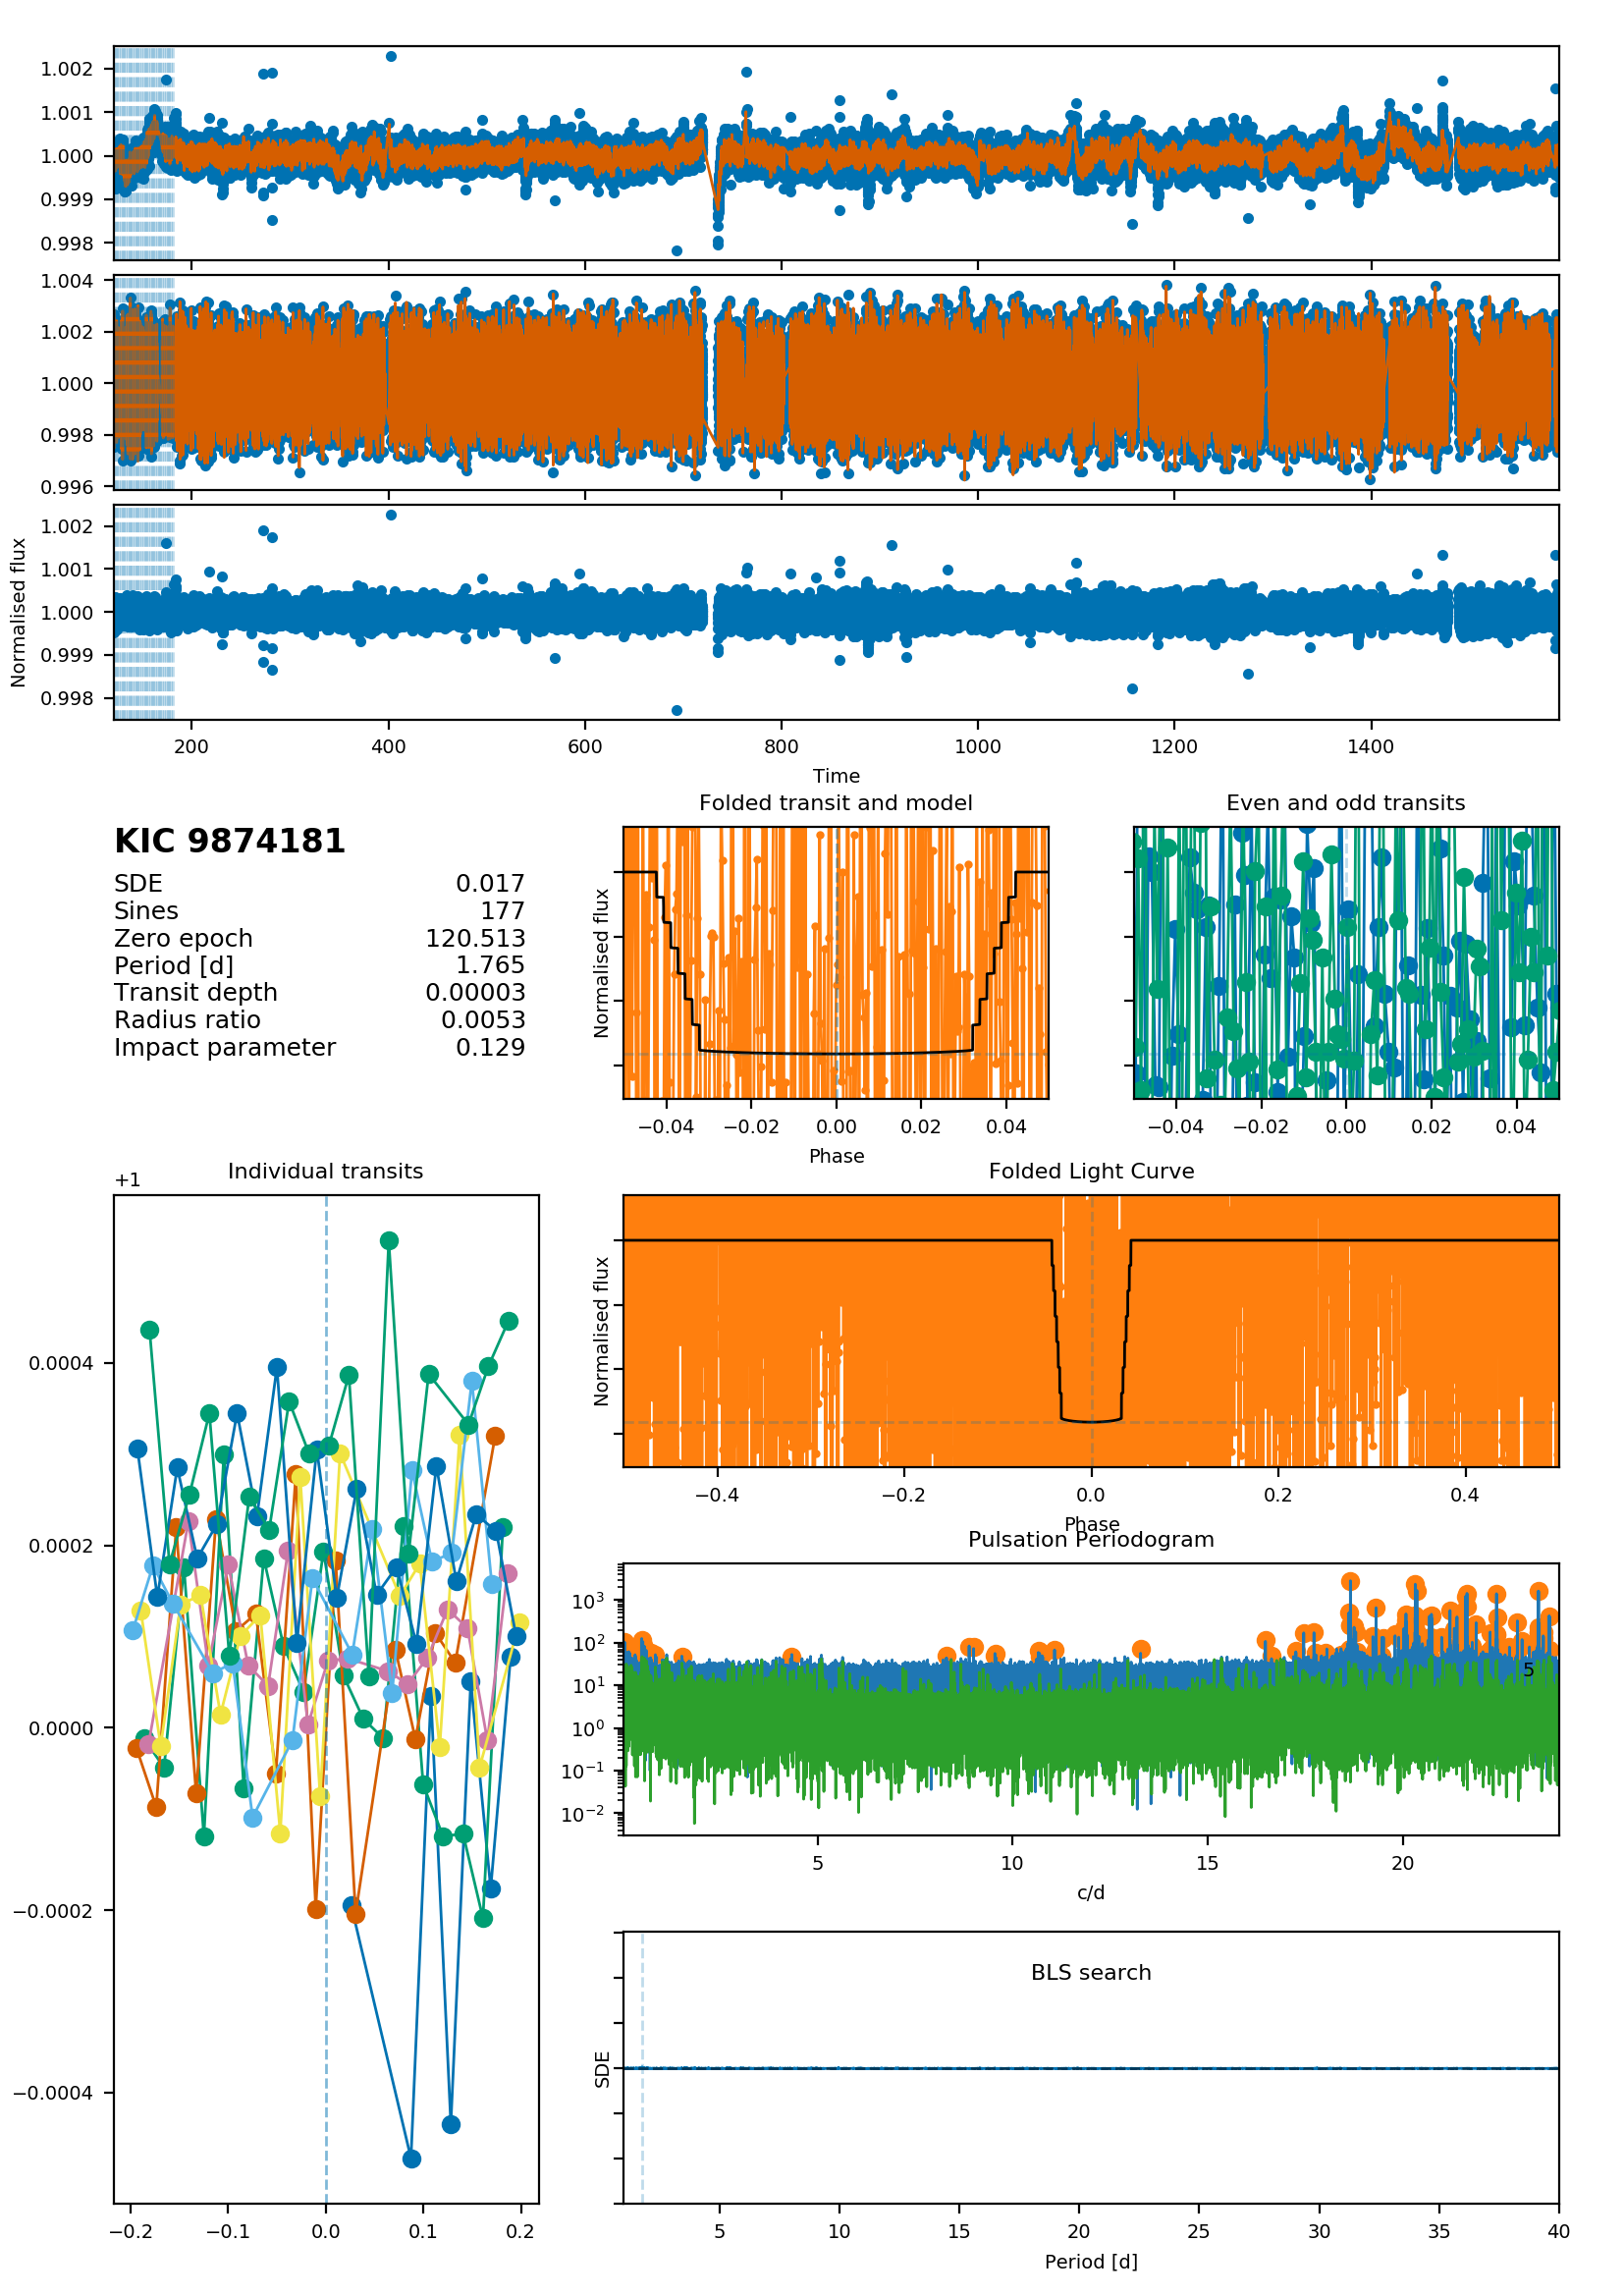 1.002
1.001
1.000
0.999
0.998
1.004
1.002
1.000
0.998
0.996
1.002
1.001
1.000
0.999
0.998
Normalised flux
200 400 600 800 1000 1200 1400
Time
KIC 9874181
SDE 0.017
Sines 177
Zero epoch 120.513
Period [d] 1.765
Transit depth 0.00003
Radius ratio 0.0053
Impact parameter 0.129
Folded transit and model
Normalised flux
−0.04 −0.02 0.00 0.02 0.04
Phase
Even and odd transits
−0.04 −0.02 0.00 0.02 0.04
Individual transits
+1
0.0004
0.0002
0.0000
−0.0002
−0.0004
−0.2 −0.1 0.0 0.1 0.2
Folded Light Curve
Normalised flux
−0.4 −0.2 0.0 0.2 0.4
Phase
Pulsation Periodogram
10³
10²
10¹
10⁰
10⁻¹
10⁻²
5
5 10 15 20
c/d
BLS search
SDE
5 10 15 20 25 30 35 40
Period [d]